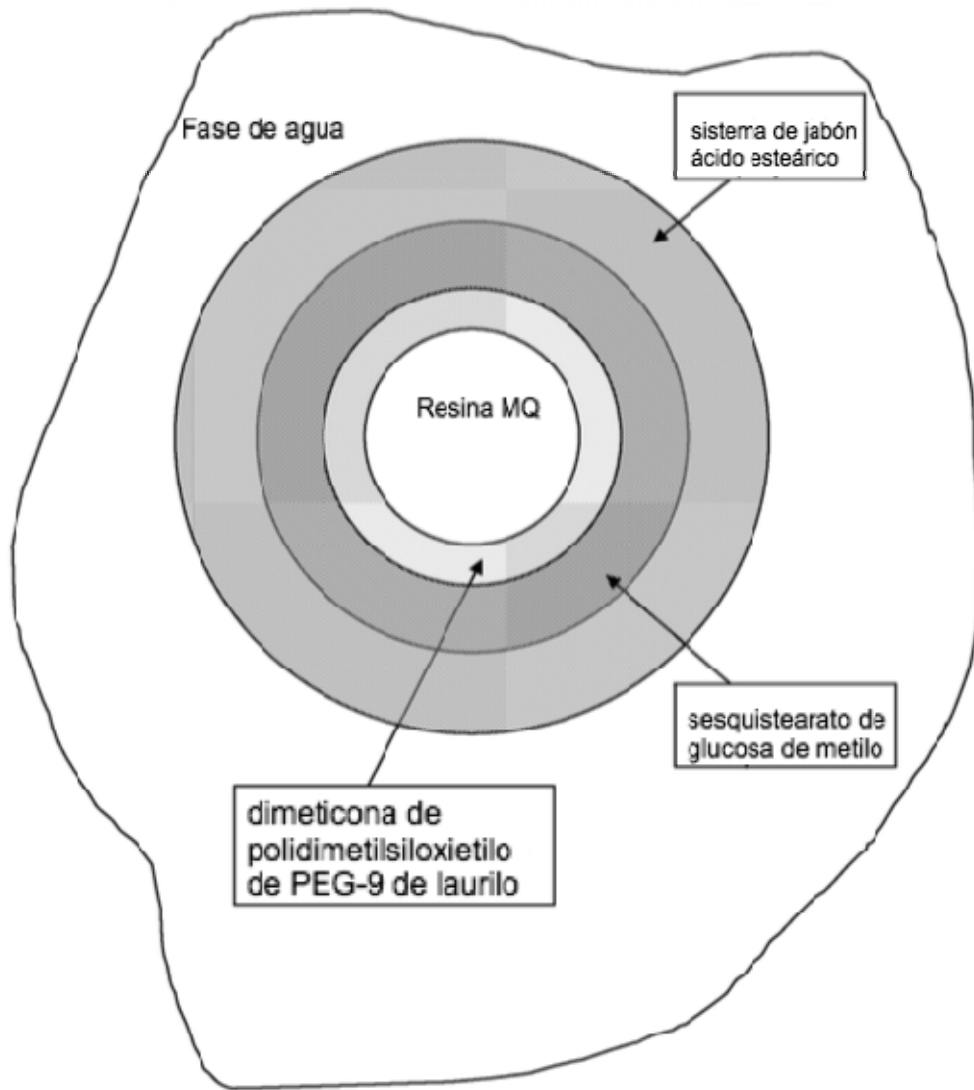 Fase de agua
sistema de jabón
ácido esteárico
Resina MQ
sesquistearato de
glucosa de metilo
dimeticona de
polidimetilsiloxietilo
de PEG-9 de laurilo